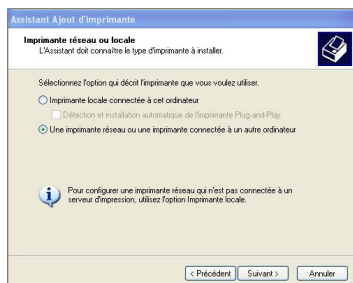 Assistant Ajout d'imprimante
Imprimante réseau ou locale
L'Assistant doit connaître le type d'imprimante à installer.
Sélectionnez l'option qui décrit l'imprimante que vous voulez utiliser.
Imprimante locale connectée à cet ordinateur
Détection et installation automatique de l'imprimante Plug-and-Play
Une imprimante réseau ou une imprimante connectée à un autre ordinateur
Pour configurer une imprimante réseau qui n'est pas connectée à un
serveur d'impression, utilisez l'option Imprimante locale.
< Précédent Suivant > Annuler